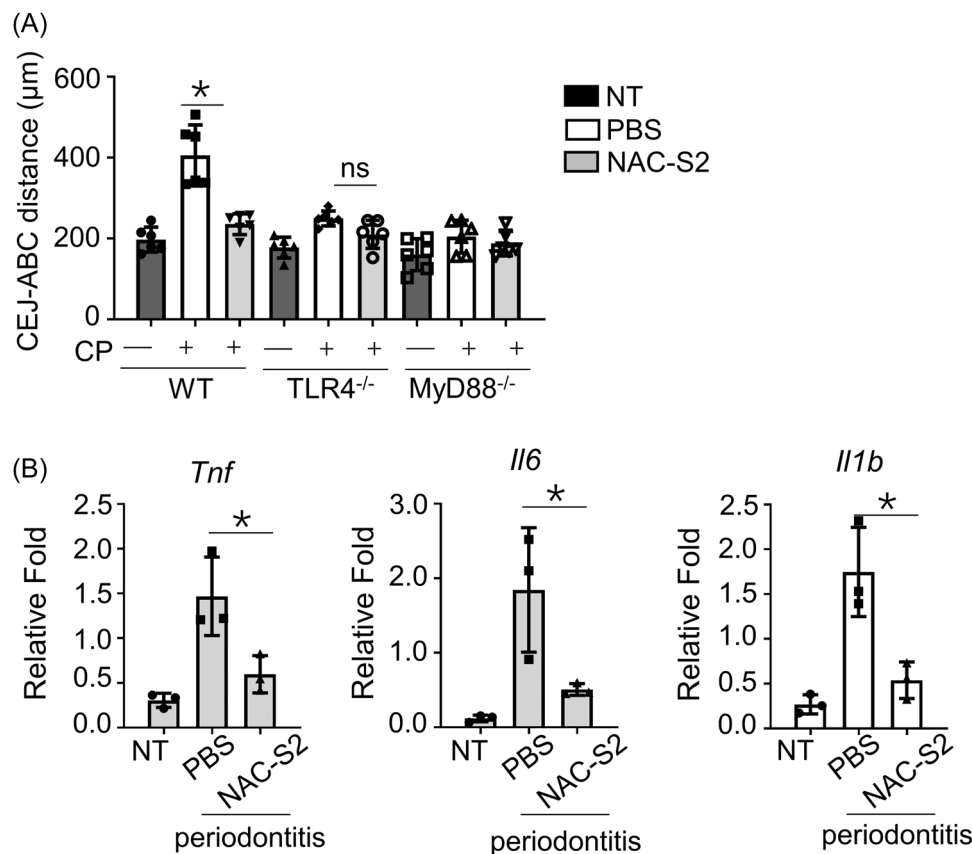 (A)
CEJ-ABC distance (μm)
600
400
200
0
*
ns
NT
PBS
NAC-S2
CP — + + — + + — + +
WT TLR4-/- MyD88-/-
(B)
Tnf
Relative Fold
2.5
2.0
1.5
1.0
0.5
0.0
*
NT
PBS
NAC-S2
periodontitis
Il6
Relative Fold
3.0
2.0
1.0
0.0
*
NT
PBS
NAC-S2
periodontitis
Il1b
Relative Fold
2.5
2.0
1.5
1.0
0.5
0.0
*
NT
PBS
NAC-S2
periodontitis